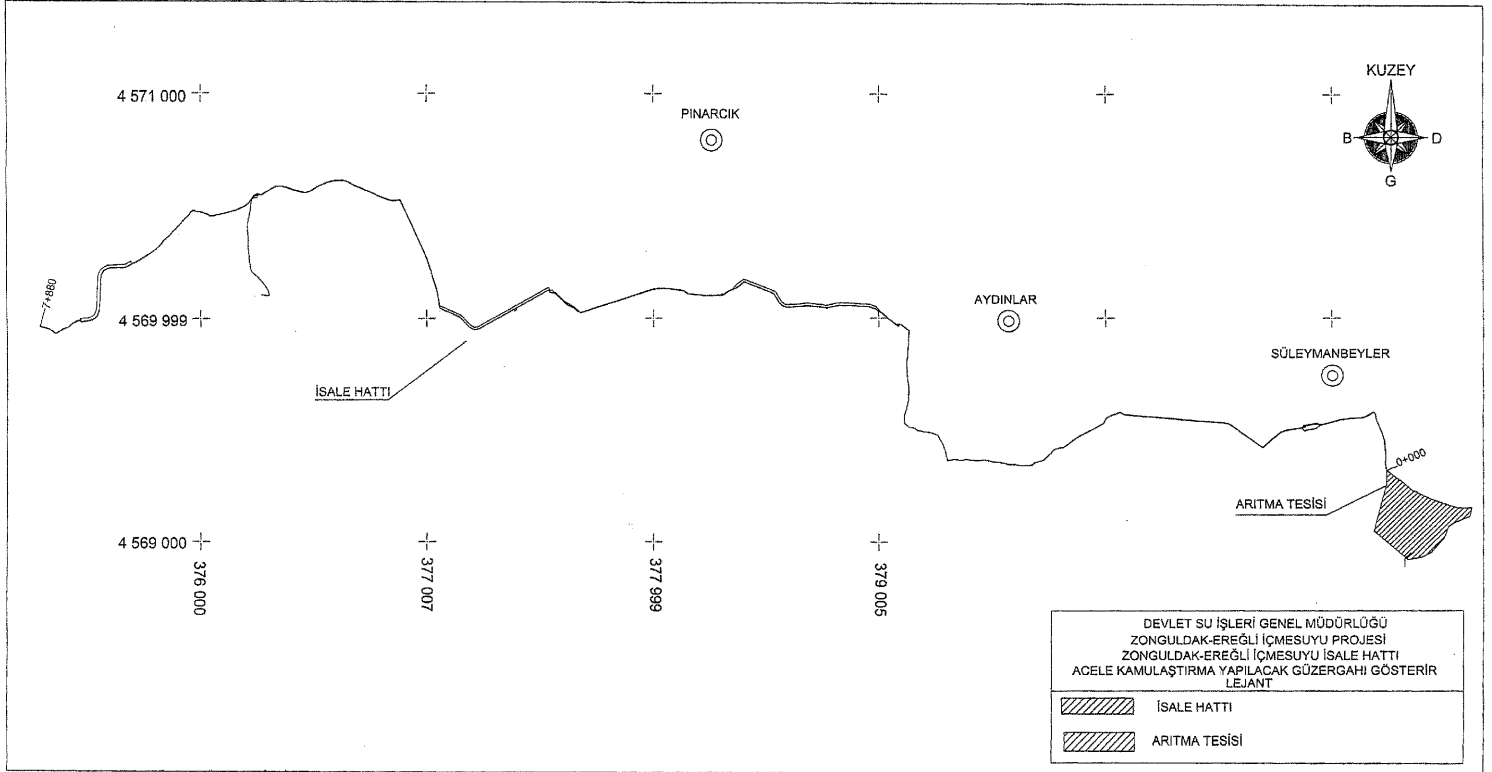 KUZEY
B
D
G
4 571 000
PINARCIK
7+880
4 569 999
AYDINLAR
SÜLEYMANBEYLER
İSALE HATTI
0+000
ARITMA TESİSİ
4 569 000
376 000
377 007
377 999
379 005
DEVLET SU İŞLERİ GENEL MÜDÜRLÜĞÜ
ZONGULDAK-EREĞLİ İÇMESUYU PROJESİ
ZONGULDAK-EREĞLİ İÇMESUYU İSALE HATTI
ACELE KAMULAŞTIRMA YAPILACAK GÜZERGAHI GÖSTERİR
LEJANT
İSALE HATTI
ARITMA TESİSİ